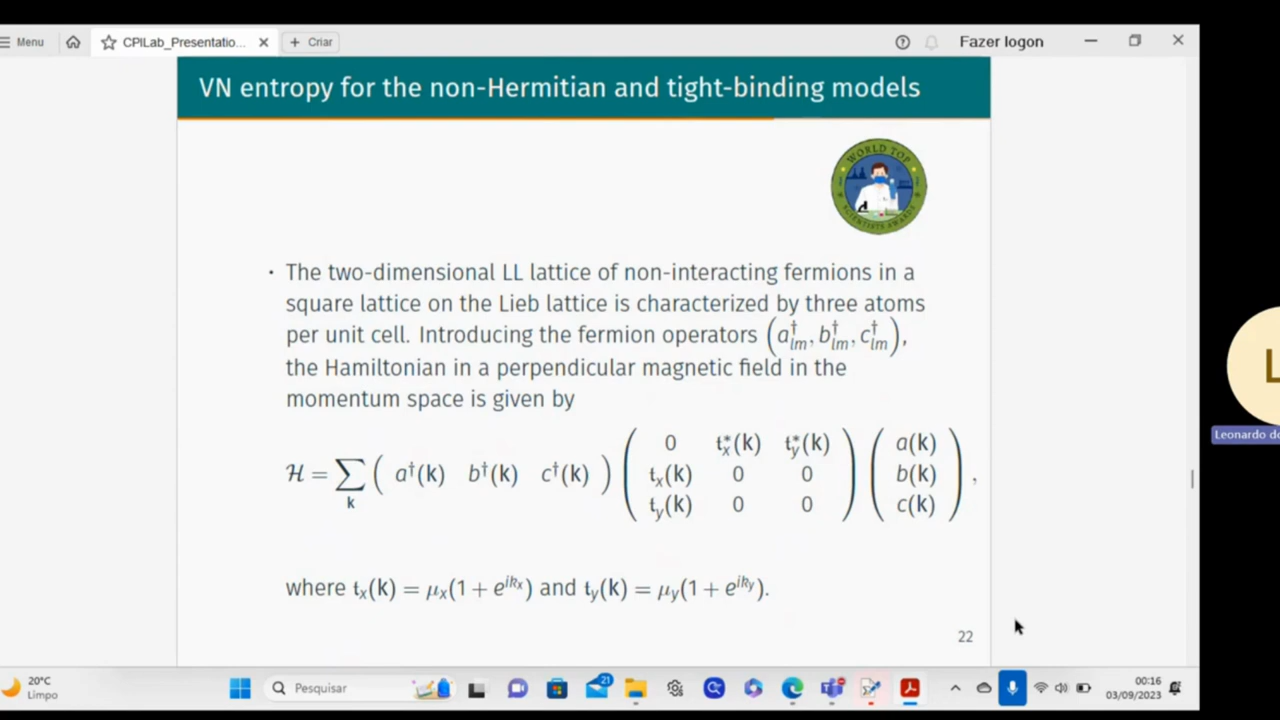 Menu
CPILab_Presentatio...
Criar
Fazer logon
VN entropy for the non-Hermitian and tight-binding models
WORLD TOP
SCIENTISTS AWARDS
• The two-dimensional LL lattice of non-interacting fermions in a
square lattice on the Lieb lattice is characterized by three atoms
per unit cell. Introducing the fermion operators (a†lm, b†lm, c†lm),
the Hamiltonian in a perpendicular magnetic field in the
momentum space is given by
ℋ = ∑k ( a†(k) b†(k) c†(k) ) ( 0 t*x(k) t*y(k) ; tx(k) 0 0 ; ty(k) 0 0 ) ( a(k) ; b(k) ; c(k) ) ,
where tx(k) = μx(1 + e^ikx) and ty(k) = μy(1 + e^iky).
22
L
Leonardo do
20°C
Limpo
Pesquisar
21
00:16
03/09/2023